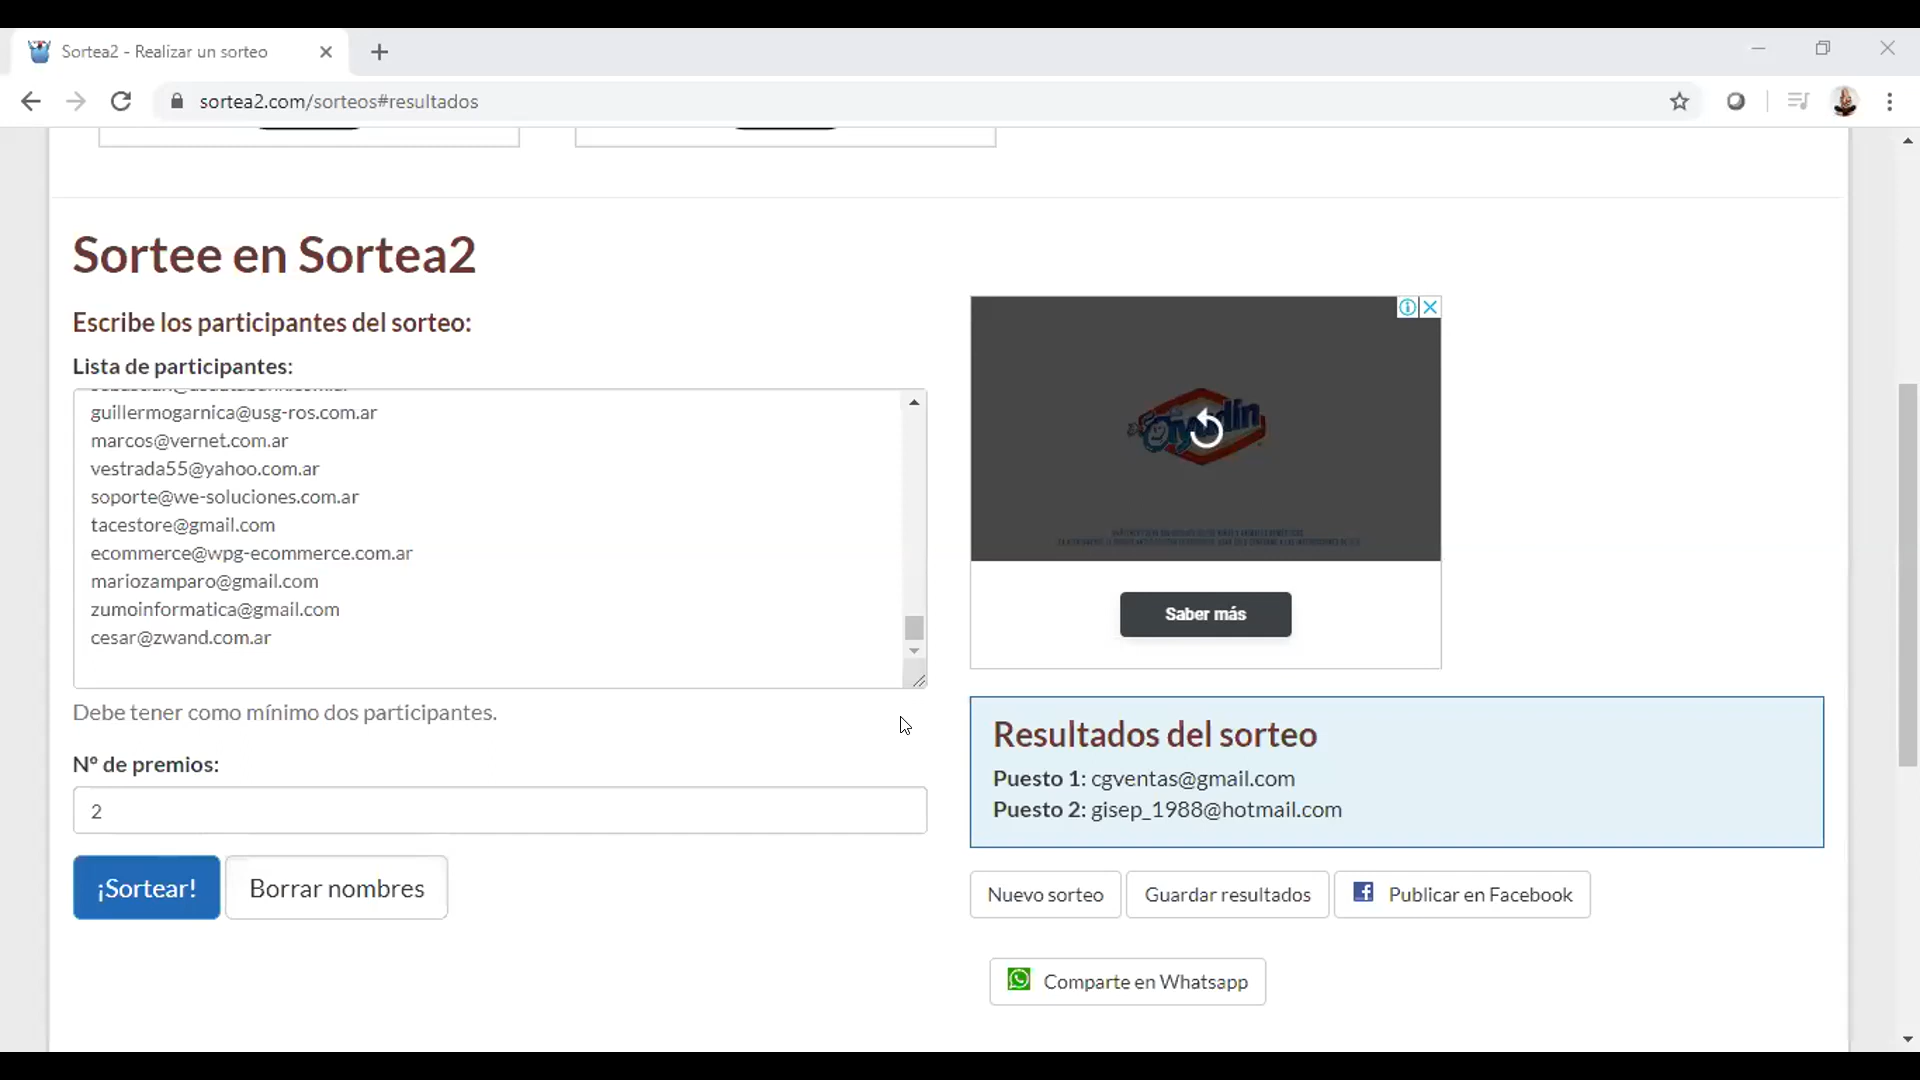 Sortea2 - Realizar un sorteo
sortea2.com/sorteos#resultados
Sortee en Sortea2
Escribe los participantes del sorteo:
Lista de participantes:
guillermogarnica@usg-ros.com.ar
marcos@vernet.com.ar
vestrada55@yahoo.com.ar
soporte@we-soluciones.com.ar
tacestore@gmail.com
ecommerce@wpg-ecommerce.com.ar
mariozamparo@gmail.com
zumoinformatica@gmail.com
cesar@zwand.com.ar
Debe tener como mínimo dos participantes.
Nº de premios:
2
¡Sortear!
Borrar nombres
Saber más
Resultados del sorteo
Puesto 1: cgventas@gmail.com
Puesto 2: gisep_1988@hotmail.com
Nuevo sorteo
Guardar resultados
Publicar en Facebook
Comparte en Whatsapp